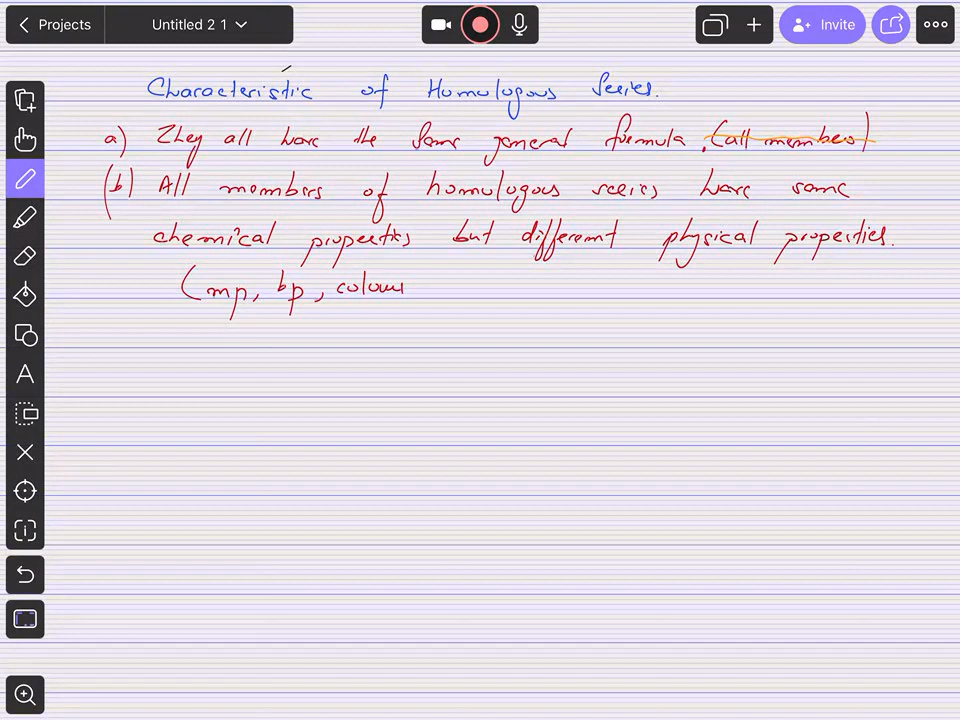 Projects
Untitled 2 1
Invite
Characteristic of Homologous Series.
a) They all have the same general formula. (all members)
(b) All members of homologous series have same
chemical properties but different physical properties.
(mp, bp, colour